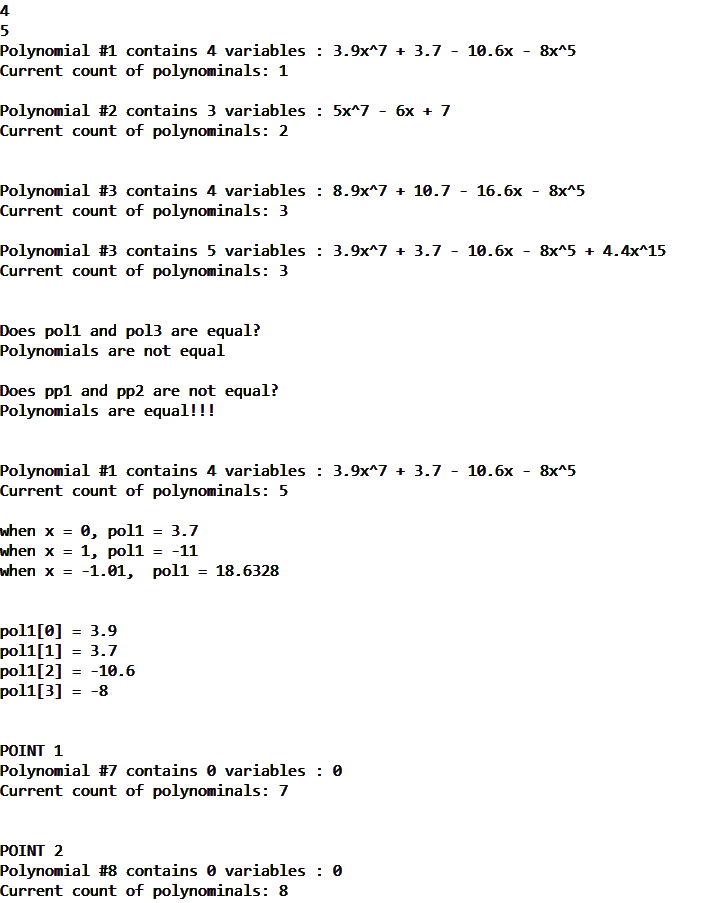 4
5
Polynomial #1 contains 4 variables : 3.9x^7 + 3.7 - 10.6x - 8x^5
Current count of polynominals: 1
Polynomial #2 contains 3 variables : 5x^7 - 6x + 7
Current count of polynominals: 2
Polynomial #3 contains 4 variables : 8.9x^7 + 10.7 - 16.6x - 8x^5
Current count of polynominals: 3
Polynomial #3 contains 5 variables : 3.9x^7 + 3.7 - 10.6x - 8x^5 + 4.4x^15
Current count of polynominals: 3
Does pol1 and pol3 are equal?
Polynomials are not equal
Does pp1 and pp2 are not equal?
Polynomials are equal!!!
Polynomial #1 contains 4 variables : 3.9x^7 + 3.7 - 10.6x - 8x^5
Current count of polynominals: 5
when x = 0, pol1 = 3.7
when x = 1, pol1 = -11
when x = -1.01,  pol1 = 18.6328
pol1[0] = 3.9
pol1[1] = 3.7
pol1[2] = -10.6
pol1[3] = -8
POINT 1
Polynomial #7 contains 0 variables : 0
Current count of polynominals: 7
POINT 2
Polynomial #8 contains 0 variables : 0
Current count of polynominals: 8